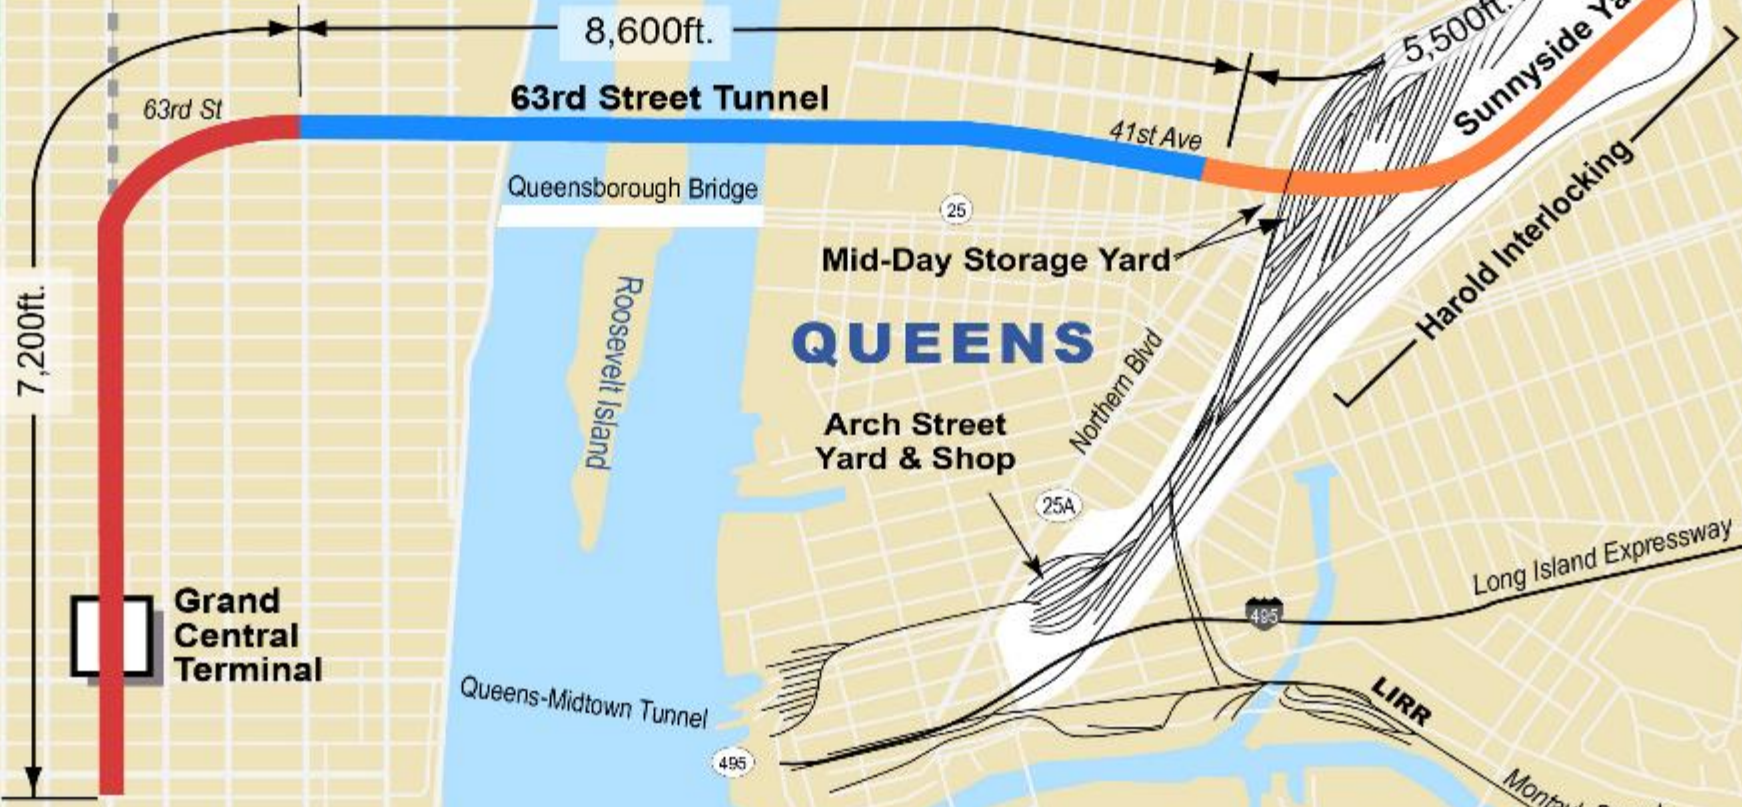 8,600ft.
5,500ft.
63rd St
63rd Street Tunnel
41st Ave
Sunnyside
Queensborough Bridge
25
Mid-Day Storage Yard
Harold Interlocking
7,200ft.
Roosevelt Island
QUEENS
Northern Blvd
Arch Street
Yard & Shop
25A
Long Island Expressway
495
Grand
Central
Terminal
Queens-Midtown Tunnel
LIRR
495